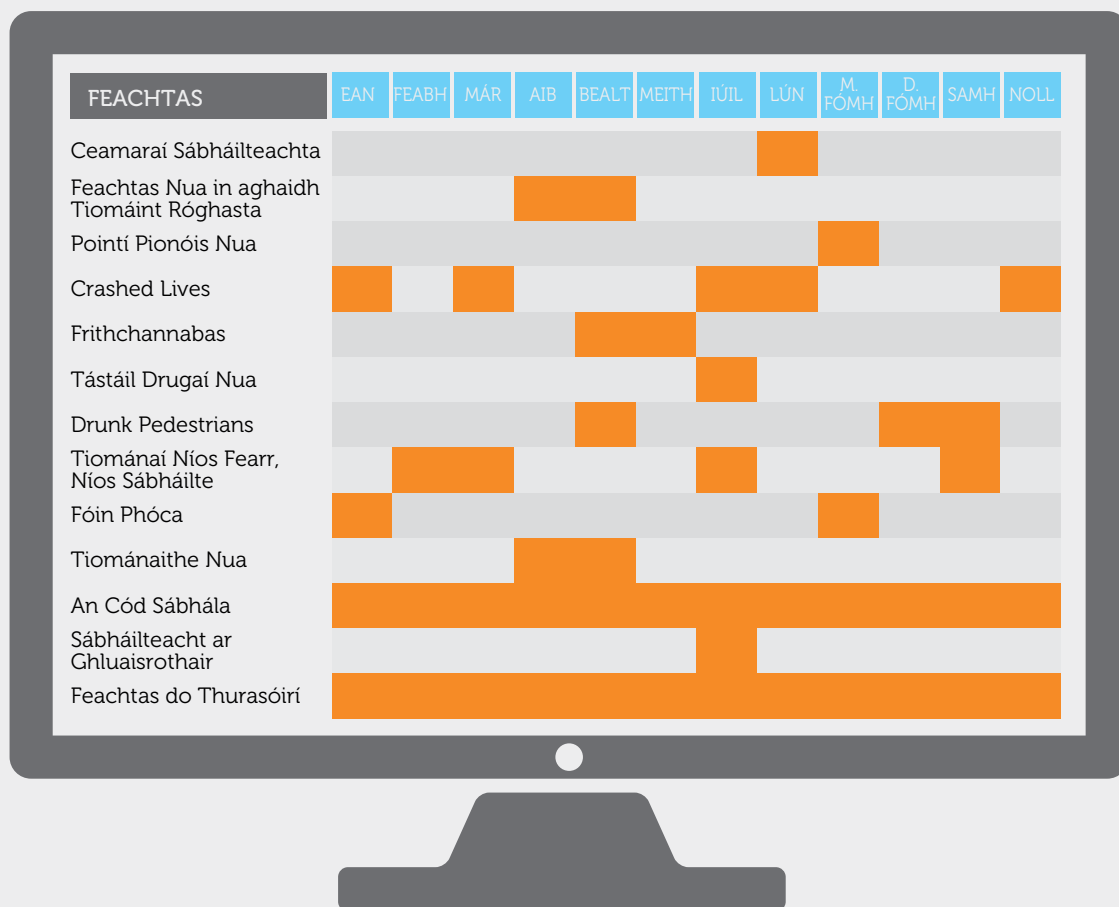 FEACHTAS
EAN
FEABH
MÁR
AIB
BEALT
MEITH
IÚIL
LÚN
M.
FÓMH
D.
FÓMH
SAMH
NOLL
Ceamaraí Sábháilteachta
Feachtas Nua in aghaidh
Tiomáint Róghasta
Pointí Pionóis Nua
Crashed Lives
Frithchannabas
Tástáil Drugaí Nua
Drunk Pedestrians
Tiománaí Níos Fearr,
Níos Sábháilte
Fóin Phóca
Tiománaithe Nua
An Cód Sábhála
Sábháilteacht ar
Ghluaisrothair
Feachtas do Thurasóirí